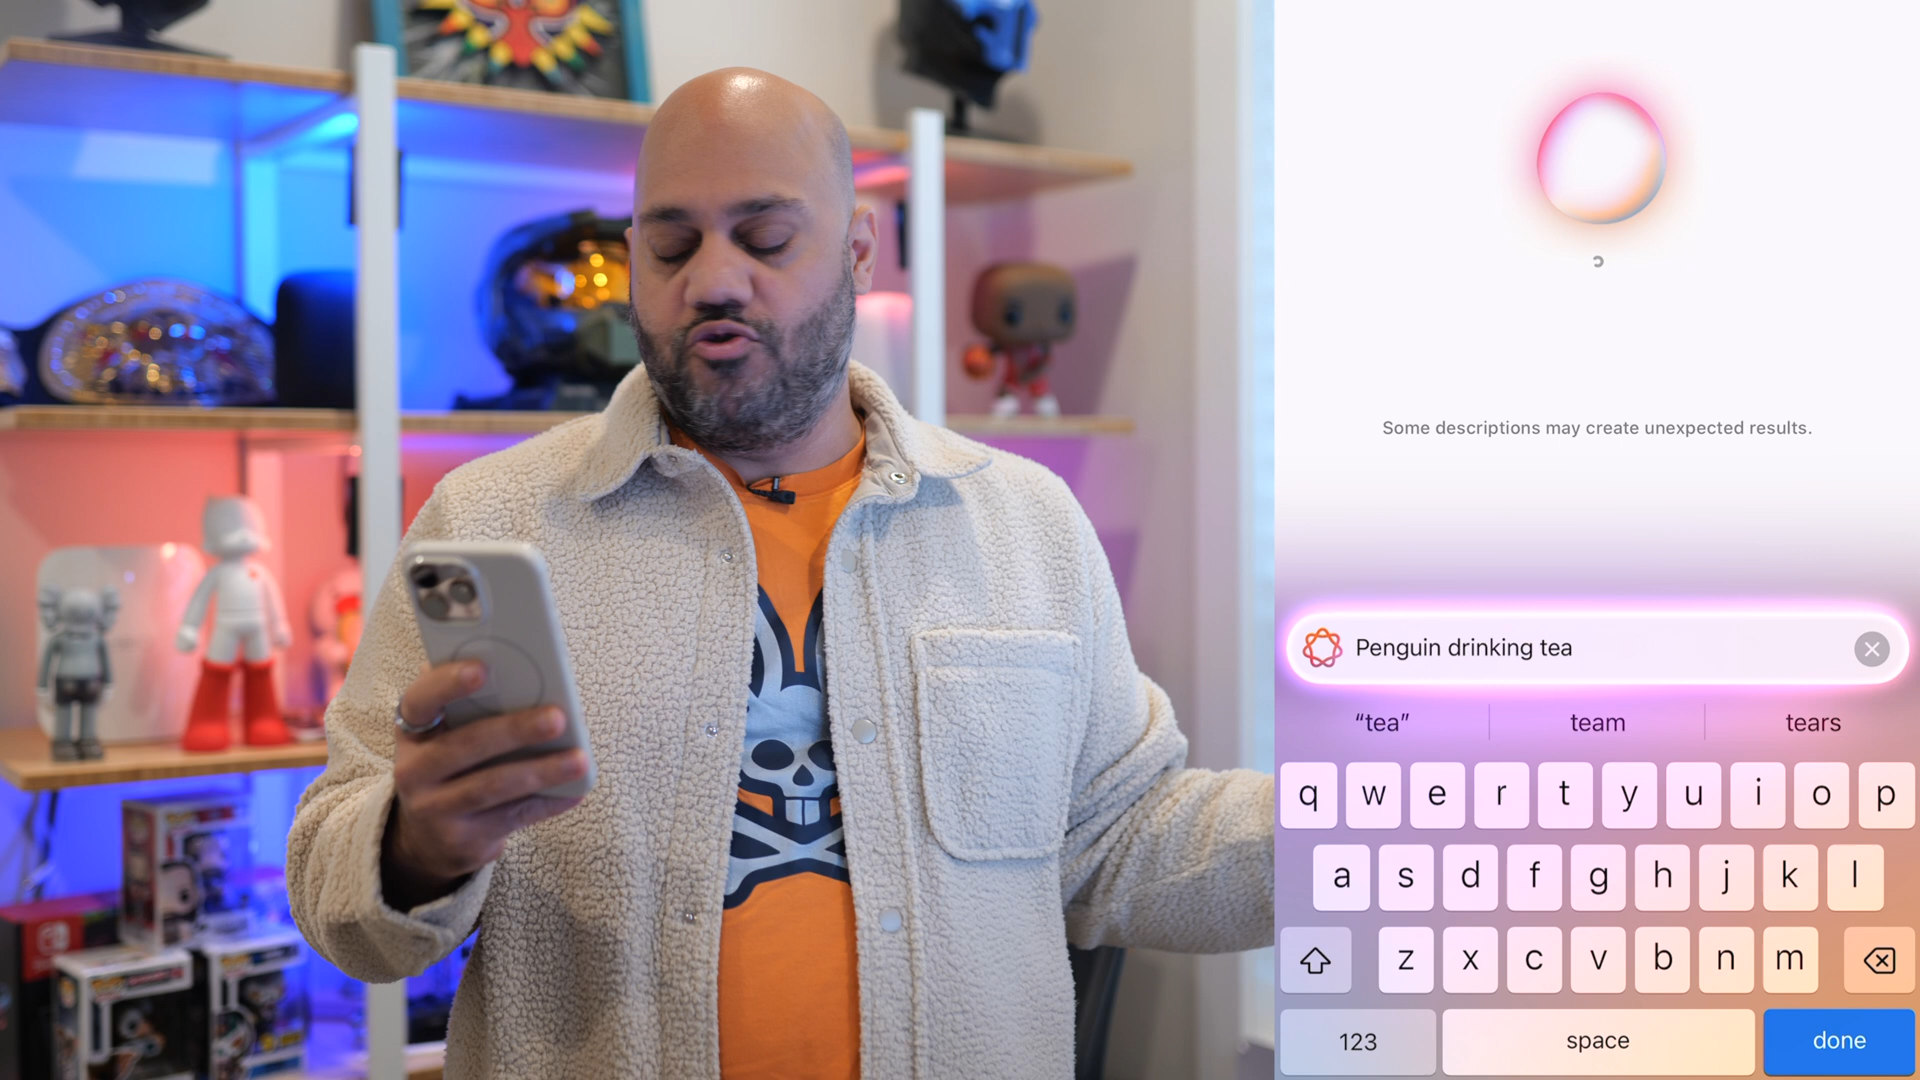 Some descriptions may create unexpected results.
Penguin drinking tea
“tea” team tears
q w e r t y u i o p
a s d f g h j k l
z x c v b n m
123 space done